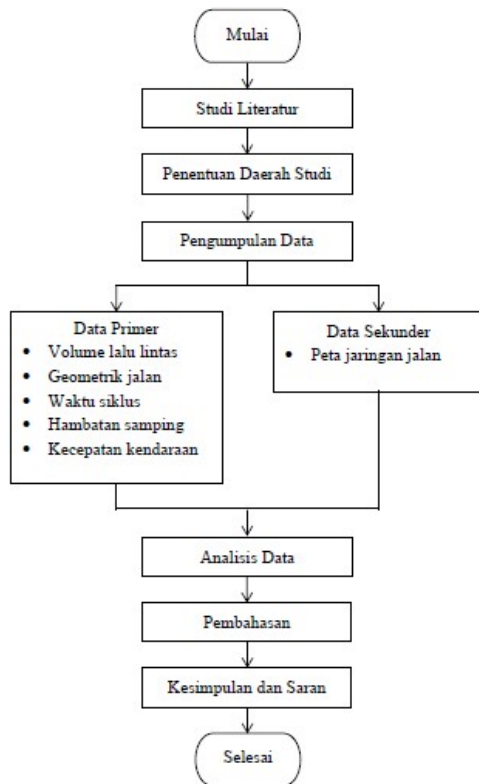 Mulai
Studi Literatur
Penentuan Daerah Studi
Pengumpulan Data
Data Primer
• Volume lalu lintas
• Geometrik jalan
• Waktu siklus
• Hambatan samping
• Kecepatan kendaraan
Data Sekunder
• Peta jaringan jalan
Analisis Data
Pembahasan
Kesimpulan dan Saran
Selesai